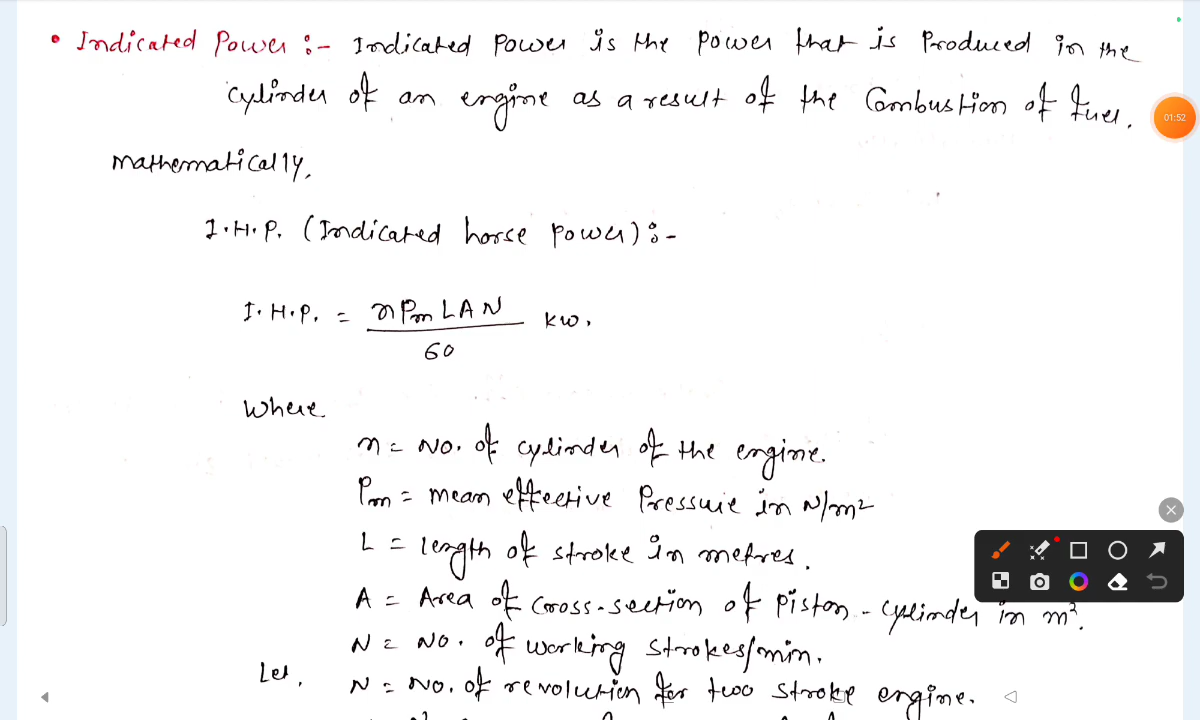 • Indicated Power :- Indicated Power is the power that is Produced in the
cylinder of an engine as a result of the Combustion of fuel.
01:52
mathematically,
I.H.P. (Indicated horse power) :-
I.H.P. = n Pm L A N / 60 kw.
Where
n = No. of cylinder of the engine.
Pm = mean effective Pressure in N/m²
L = length of stroke in metres.
A = Area of cross-section of piston - cylinder in m².
N = No. of working strokes/min.
Let, N = No. of revolution for two stroke engine.